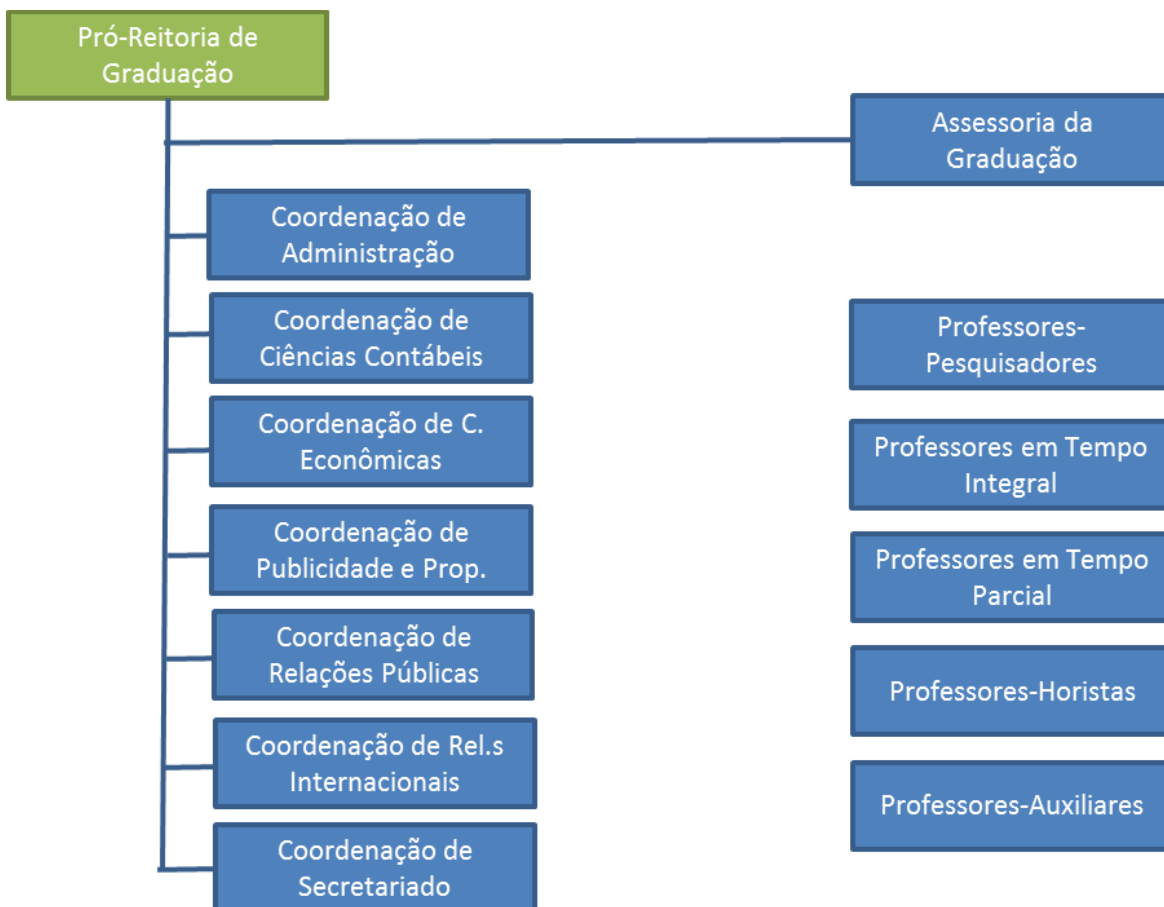 Pró-Reitoria de
Graduação
Assessoria da
Graduação
Coordenação de
Administração
Coordenação de
Ciências Contábeis
Coordenação de C.
Econômicas
Coordenação de
Publicidade e Prop.
Coordenação de
Relações Públicas
Coordenação de Rel.s
Internacionais
Coordenação de
Secretariado
Professores-
Pesquisadores
Professores em Tempo
Integral
Professores em Tempo
Parcial
Professores-Horistas
Professores-Auxiliares